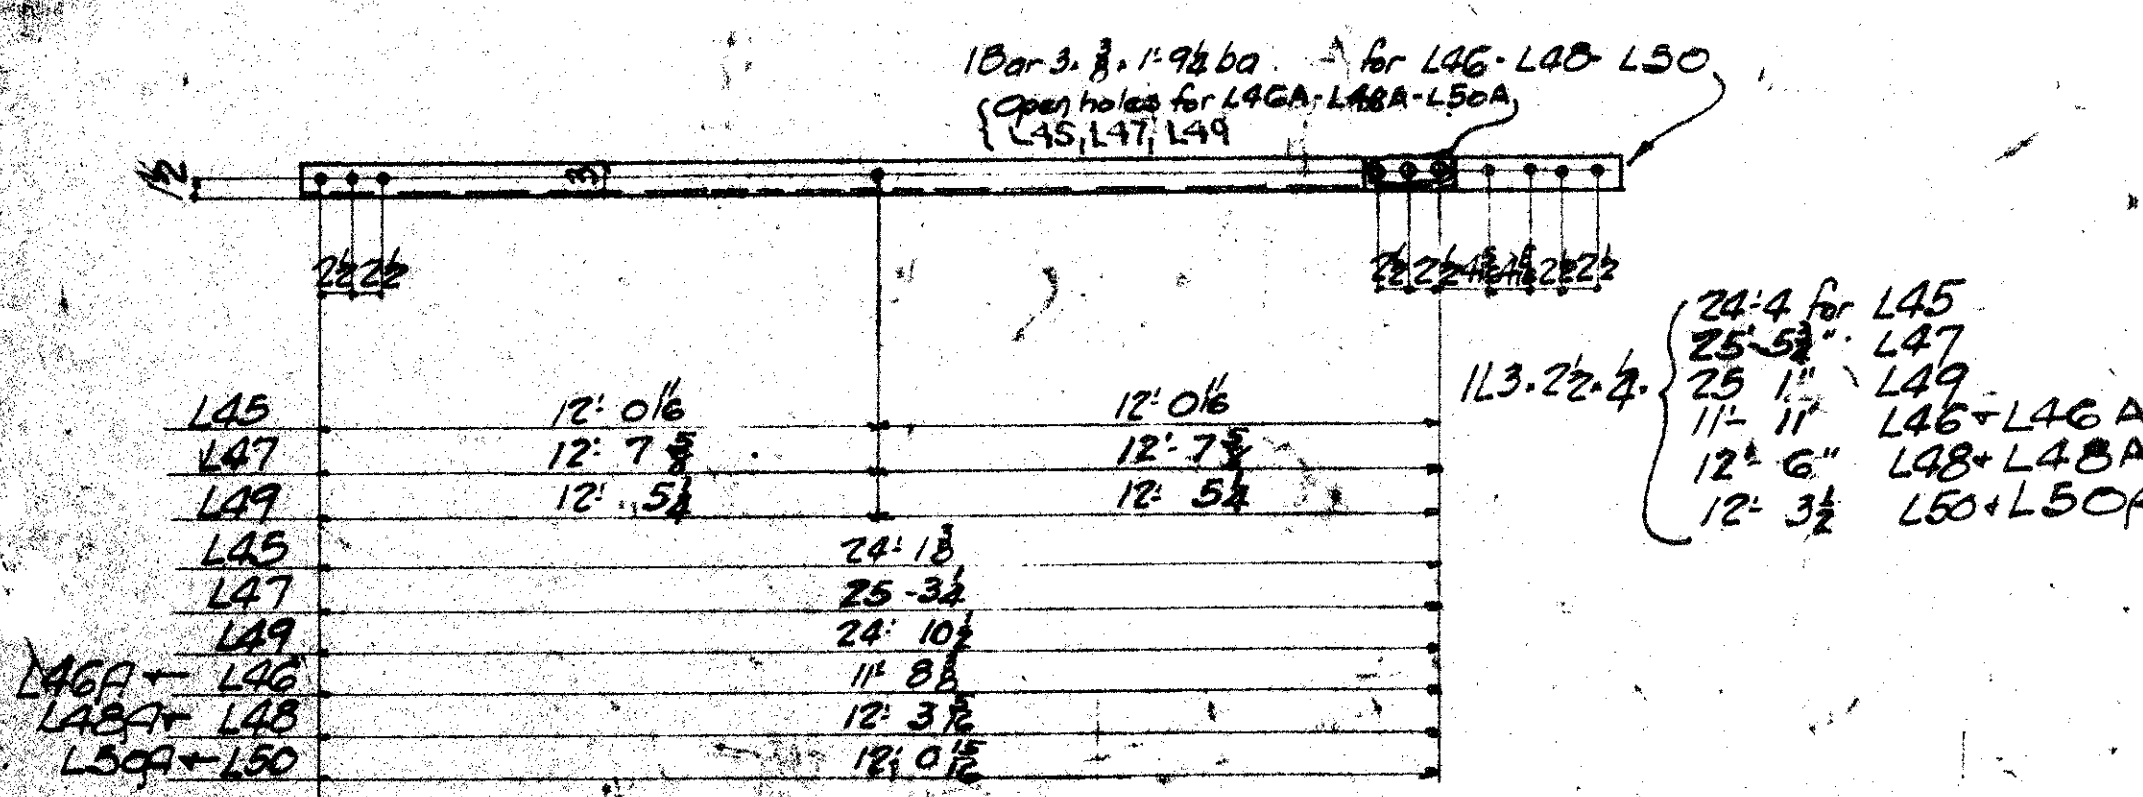 1 Bar 3 · 3/8 · 1'-9 1/4 ba. for L46 · L48 - L50
Open holes for L46A - L48A - L50A,
L45, L47, L49
1 1/2
3
2 1/2 2 1/2
2 1/2 2 1/2 2 1/2 2 1/2
24'-4 for L45
25'-5 " L47
1L3 · 2 1/2 · 1/4 · 25 1" L49
11'- 11" L46 + L46A
12'- 6" L48 + L48A
12'- 3 1/2 L50 + L50A
L45 12'- 0 11/16 12'- 0 11/16
L47 12'- 7 5/8 12'- 7 5/8
L49 12'- 5 1/4 12'- 5 1/4
L45 24'- 1 3/8
L47 25 - 3 1/4
L49 24'- 10 1/2
L46A + L46 11'- 8
L48A + L48 12'- 3 5/16
L50A + L50 12'- 0 15/16